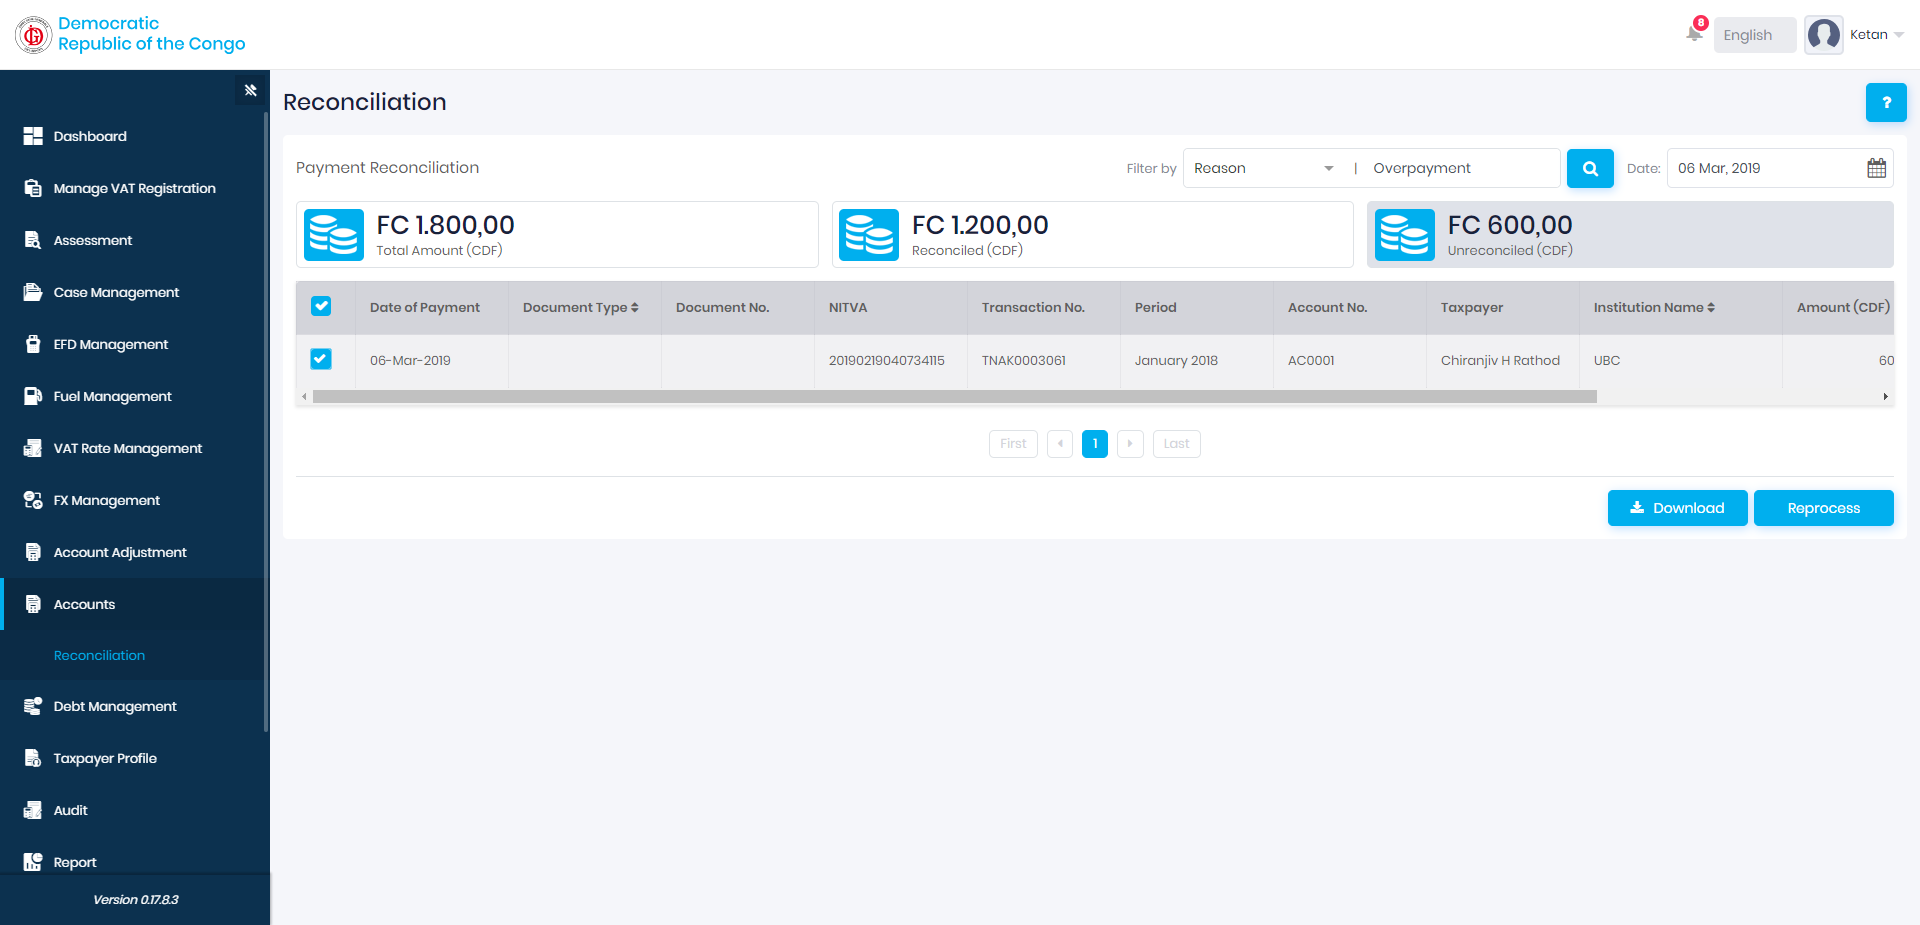 Democratic
Republic of the Congo
8
English
Ketan
Reconciliation
?
Dashboard
Manage VAT Registration
Assessment
Case Management
EFD Management
Fuel Management
VAT Rate Management
FX Management
Account Adjustment
Accounts
Reconciliation
Debt Management
Taxpayer Profile
Audit
Report
Version 0.17.8.3
Payment Reconciliation
Filter by Reason | Overpayment Date: 06 Mar, 2019
FC 1.800,00
Total Amount (CDF)
FC 1.200,00
Reconciled (CDF)
FC 600,00
Unreconciled (CDF)
Date of Payment Document Type Document No. NITVA Transaction No. Period Account No. Taxpayer Institution Name Amount (CDF)
06-Mar-2019 20190219040734115 TNAK0003061 January 2018 AC0001 Chiranjiv H Rathod UBC 60
First 1 Last
Download Reprocess